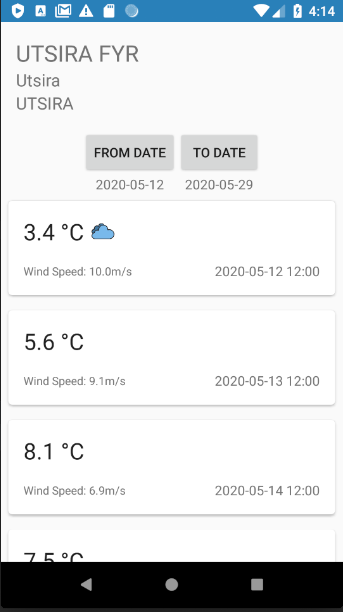 4:14
UTSIRA FYR
Utsira
UTSIRA
FROM DATE TO DATE
2020-05-12 2020-05-29
3.4 °C
Wind Speed: 10.0m/s 2020-05-12 12:00
5.6 °C
Wind Speed: 9.1m/s 2020-05-13 12:00
8.1 °C
Wind Speed: 6.9m/s 2020-05-14 12:00
7.5 °C